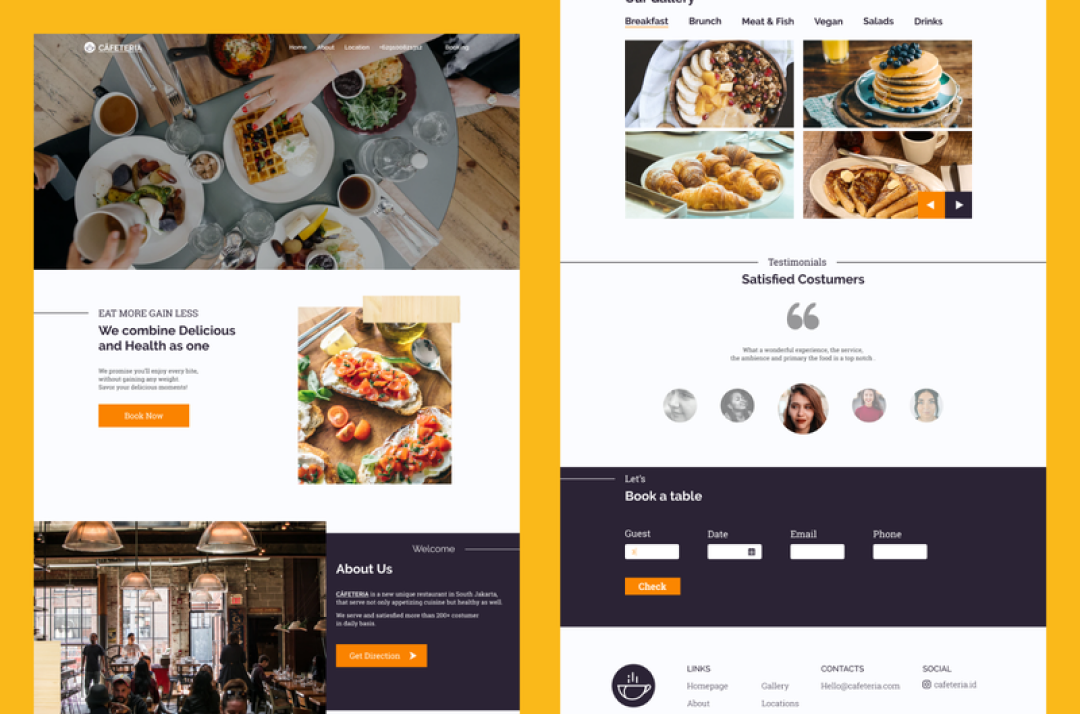 CÁFETERIA
Home About Location Booking
EAT MORE GAIN LESS
We combine Delicious
and Health as one
We promise you'll enjoy every bite,
without gaining any weight.
Savor your delicious moments!
Book Now
Welcome
About Us
CÁFETERIA is a new unique restaurant in South Jakarta,
that serve not only appetizing cuisine but healthy as well.
We serve and satiesfied more than 200+ costumer
in daily basis
Get Direction
Our Gallery
Breakfast Brunch Meat & Fish Vegan Salads Drinks
Testimonials
Satisfied Costumers
What a wonderful experience, the service,
the ambience and primary the food is a top notch.
Let's
Book a table
Guest Date Email Phone
Check
LINKS CONTACTS SOCIAL
Homepage Gallery Hello@cafeteria.com cafeteria.id
About Locations